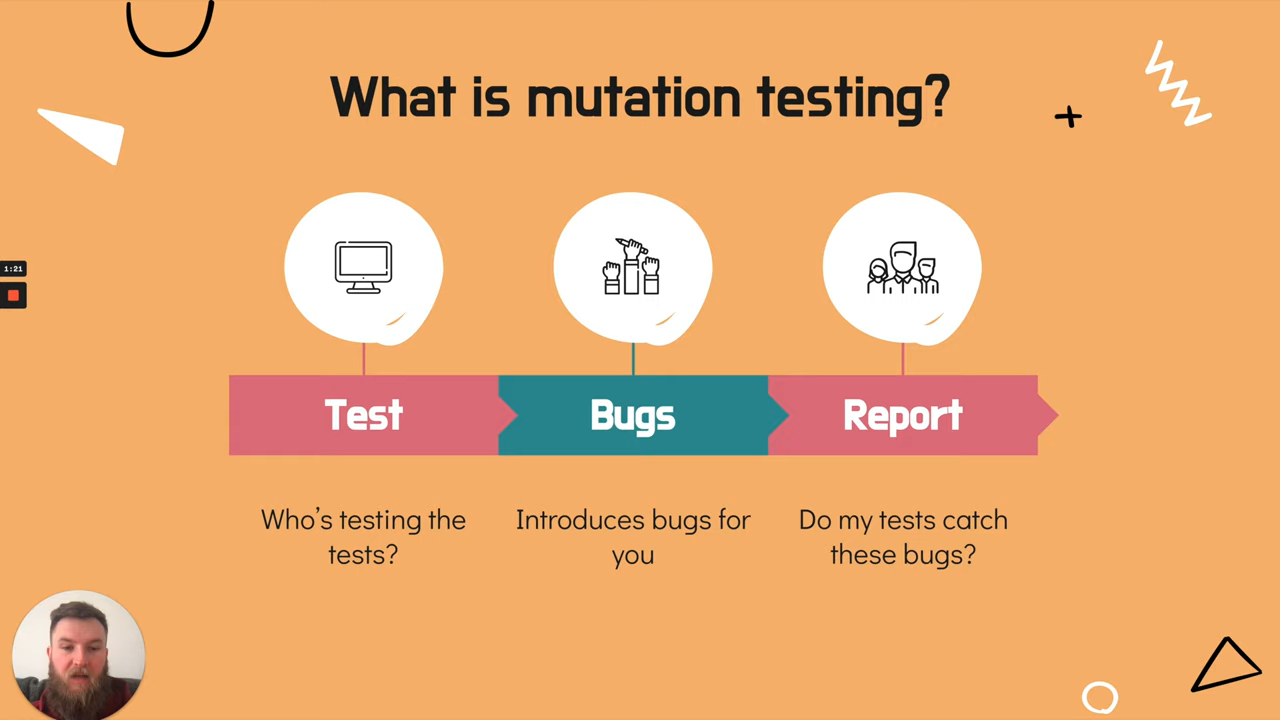 What is mutation testing?
1:21
Test
Bugs
Report
Who's testing the
tests?
Introduces bugs for
you
Do my tests catch
these bugs?